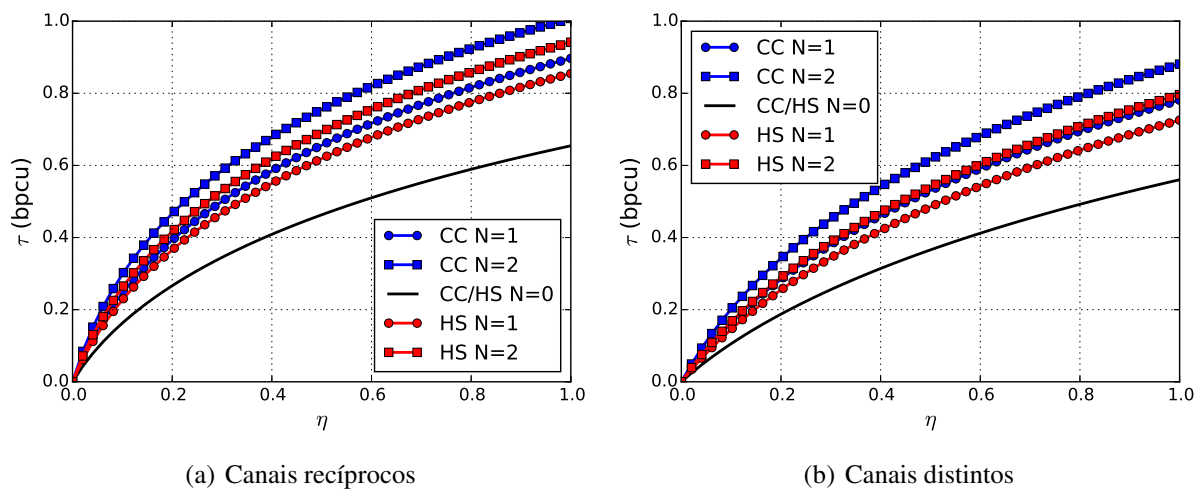 1.0
0.8
0.6
0.4
0.2
0.0
τ (bpcu)
0.0 0.2 0.4 0.6 0.8 1.0
η
CC N=1
CC N=2
CC/HS N=0
HS N=1
HS N=2
(a) Canais recíprocos
1.0
0.8
0.6
0.4
0.2
0.0
τ (bpcu)
0.0 0.2 0.4 0.6 0.8 1.0
η
CC N=1
CC N=2
CC/HS N=0
HS N=1
HS N=2
(b) Canais distintos